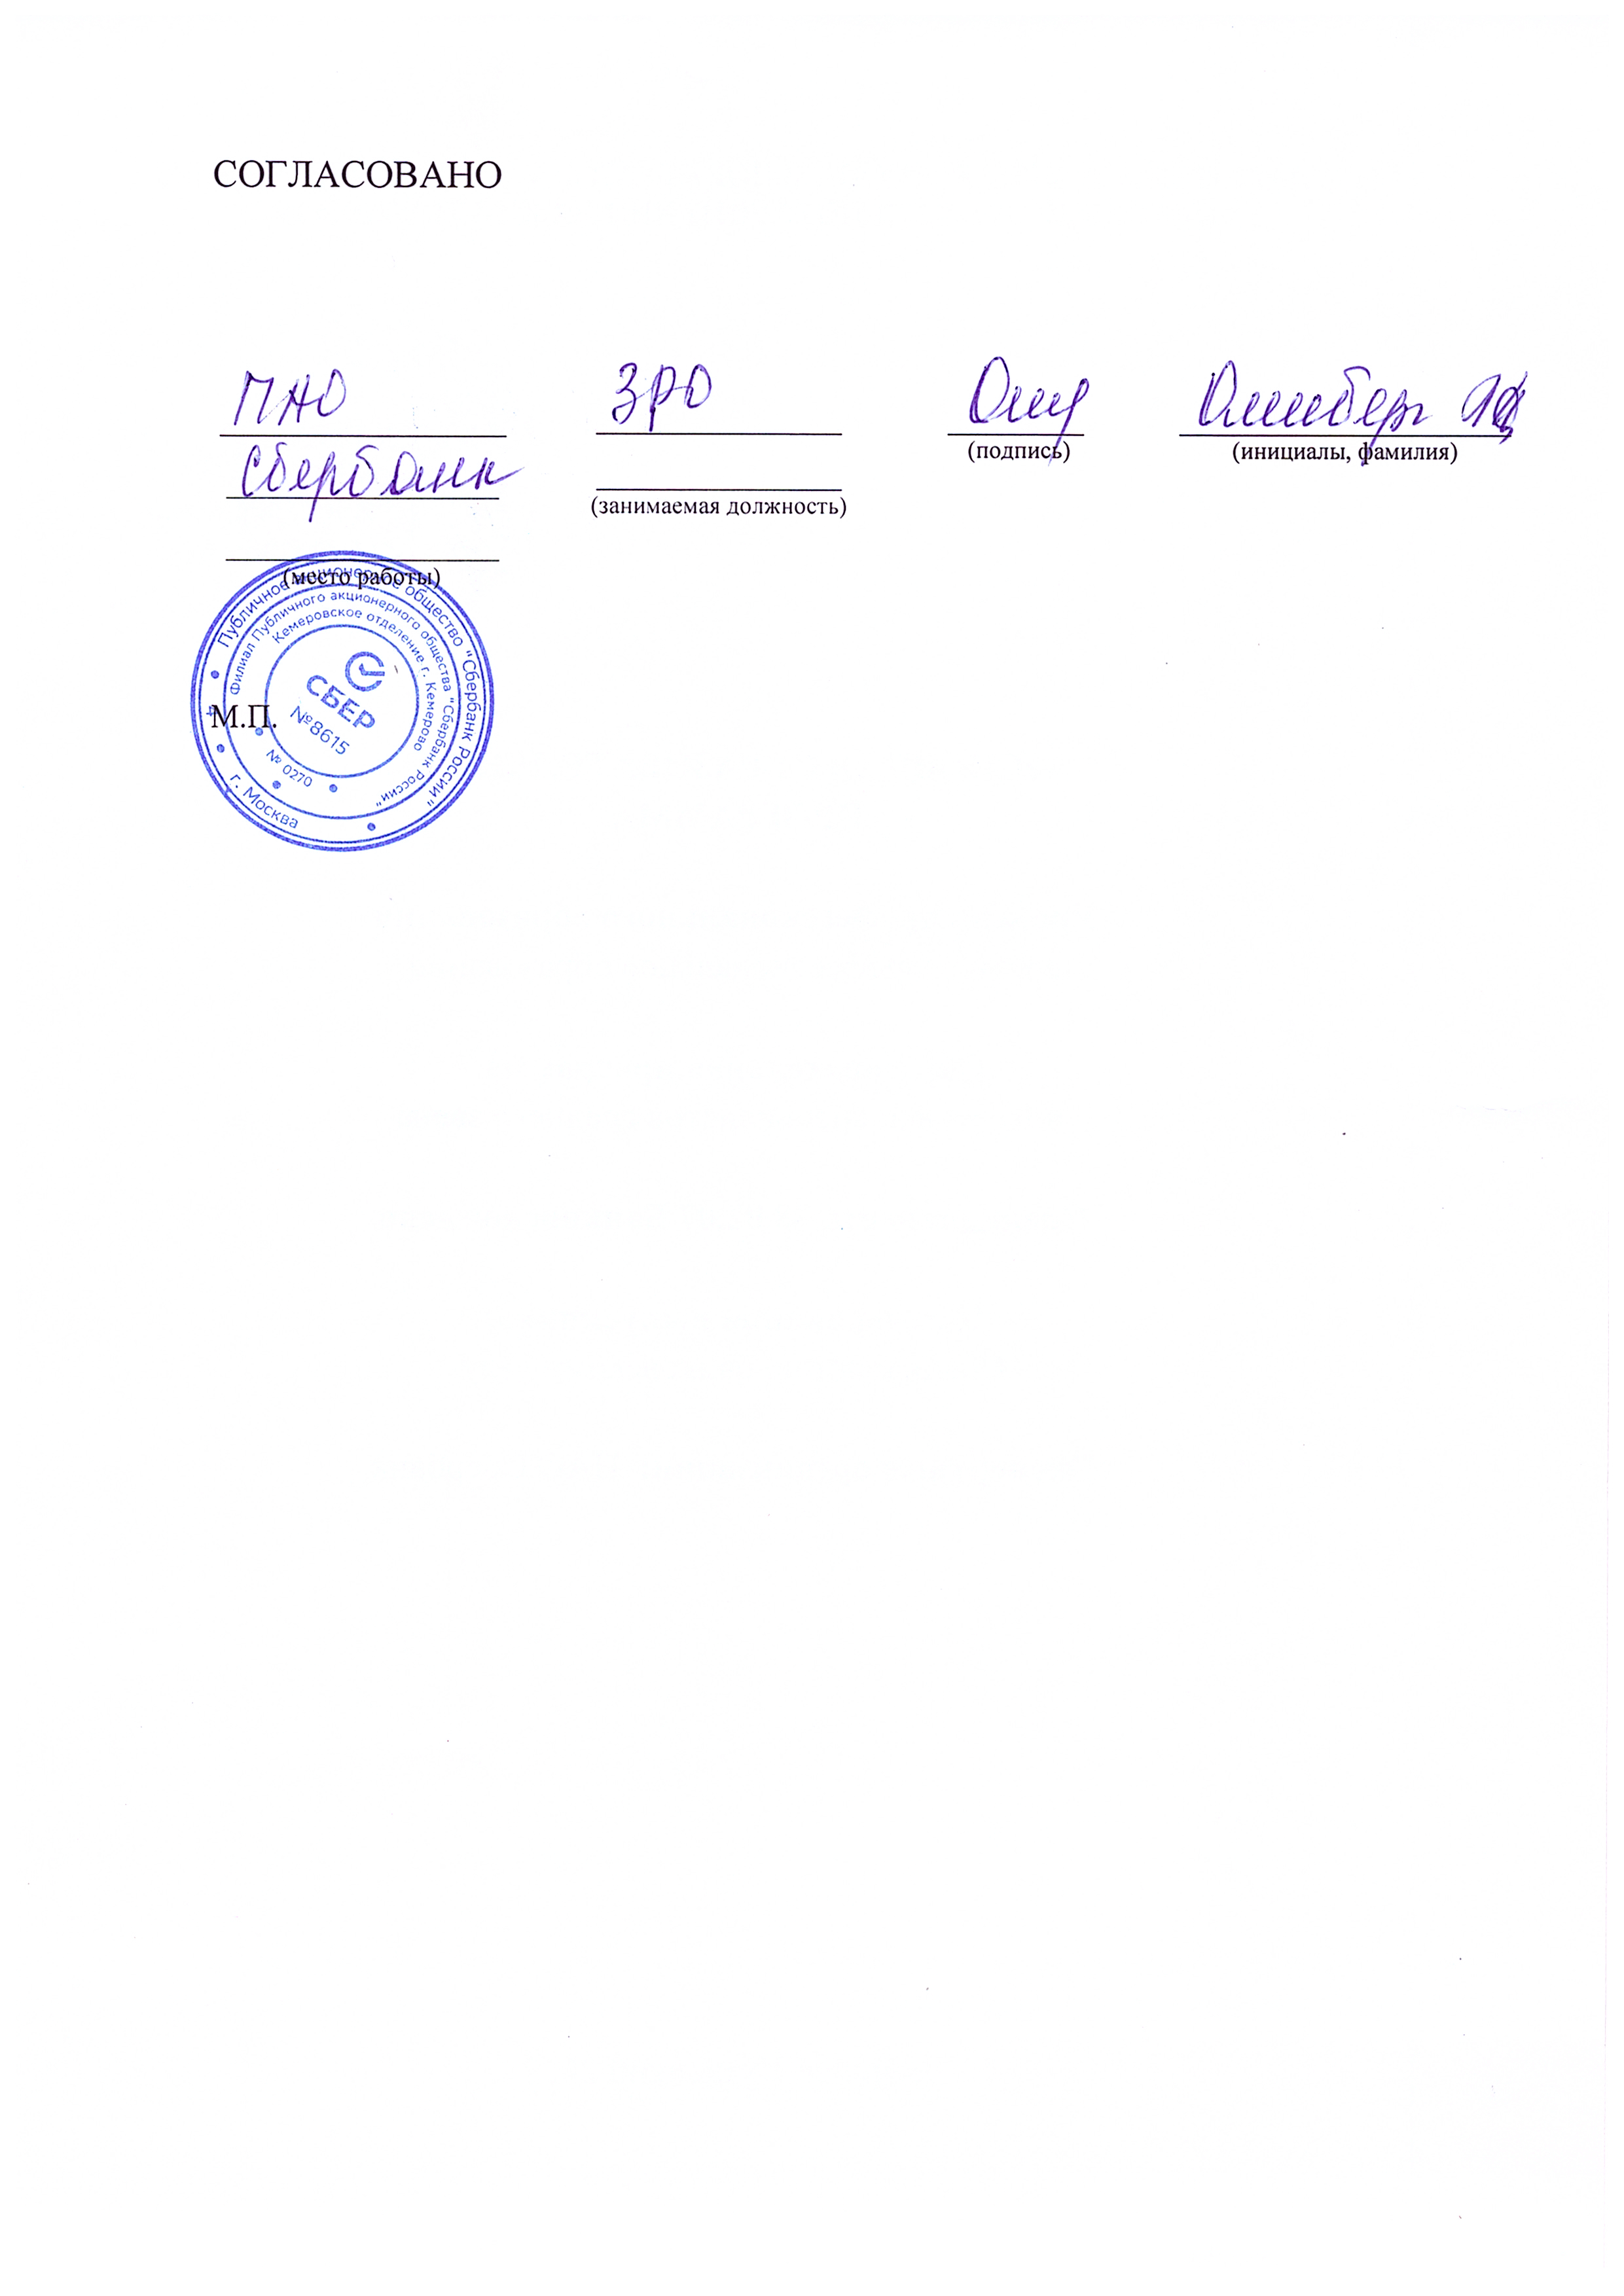 СОГЛАСОВАНО
ПАО ЗРО
(подпись) (инициалы, фамилия)
Сбербанк
(занимаемая должность)
(место работы)
Публичное акционерное общество "Сбербанк России"
Филиал Публичного акционерного общества "Сбербанк России"
Кемеровское отделение г. Кемерово
СБЕР
№8615
М.П.
№ 0270
г. Москва